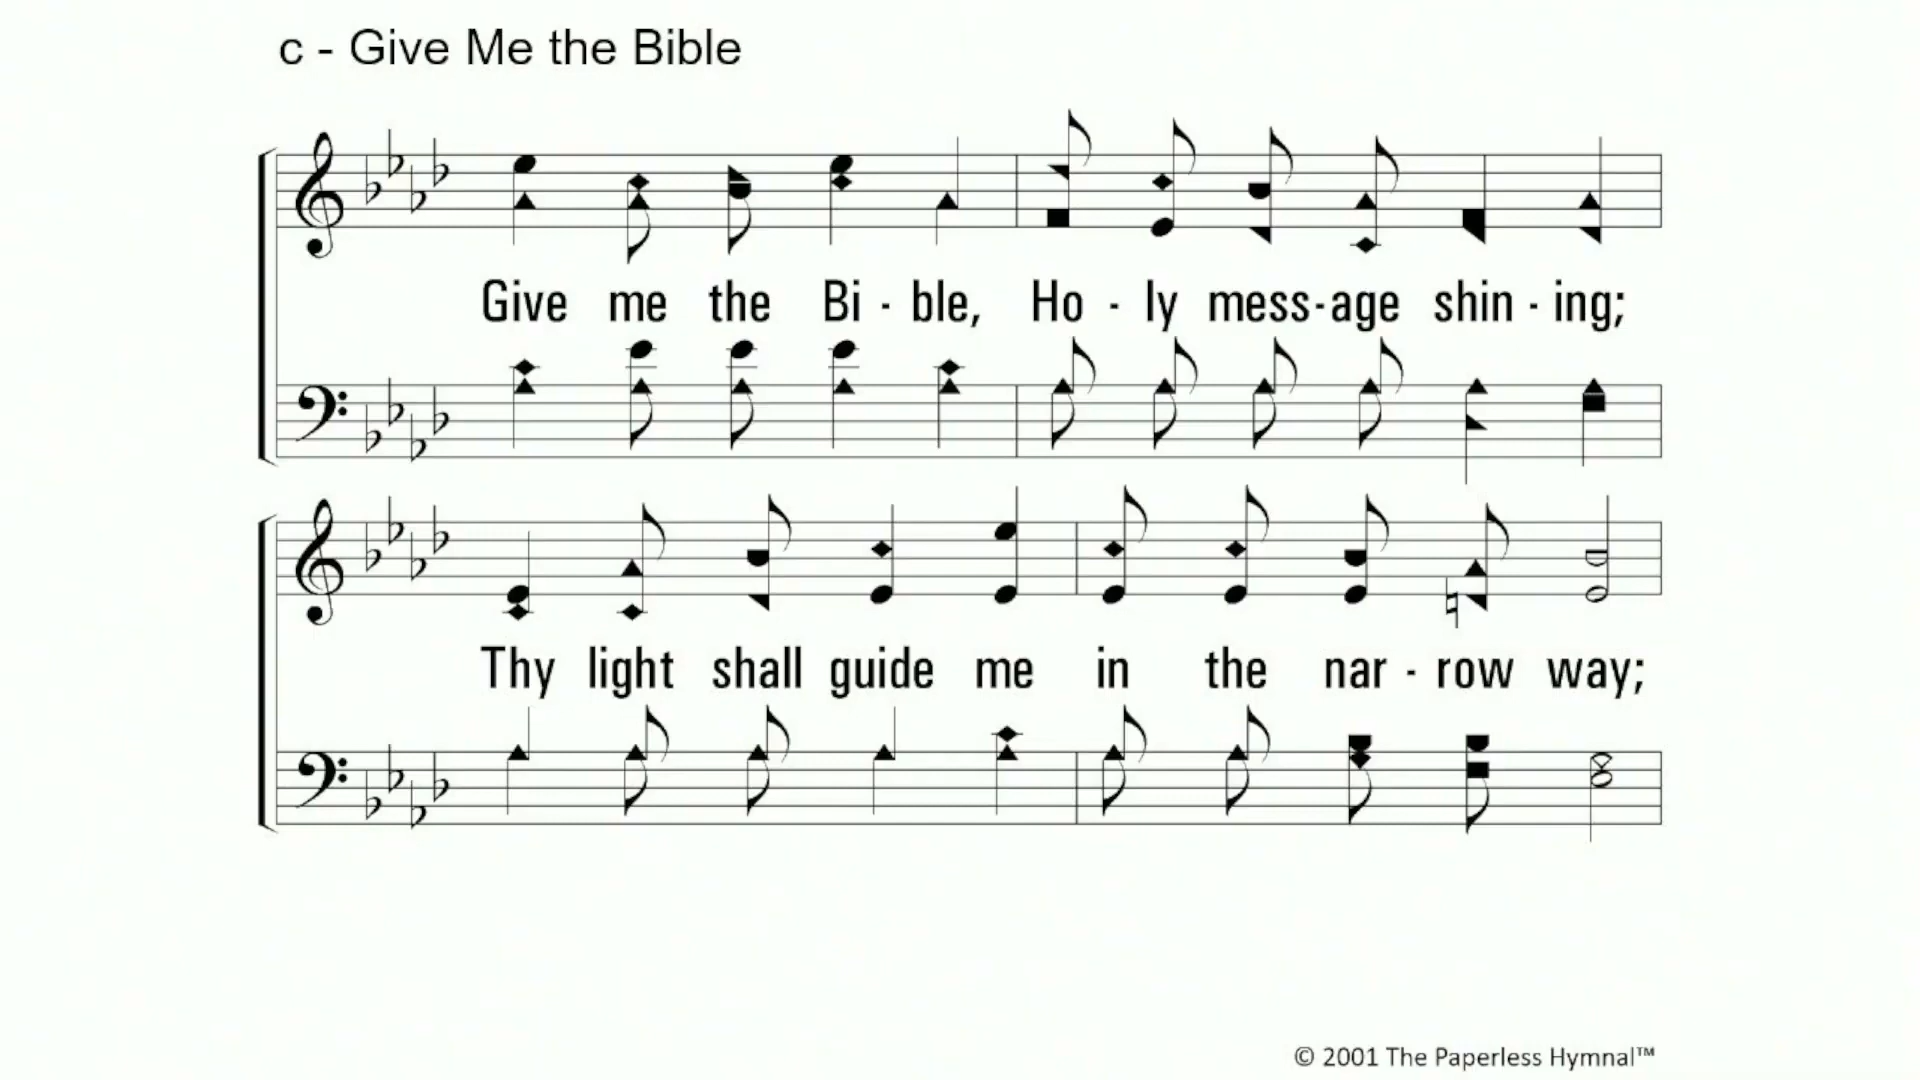 c - Give Me the Bible
Give me the Bi - ble, Ho - ly mess-age shin - ing;
Thy light shall guide me in the nar - row way;
© 2001 The Paperless Hymnal™